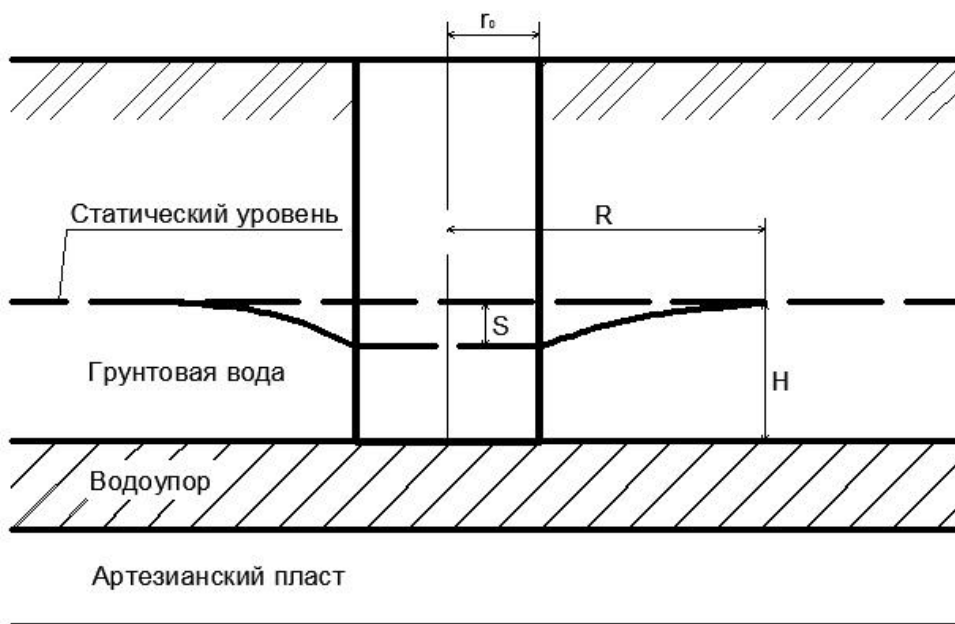 r₀
Статический уровень
R
S
Грунтовая вода
H
Водоупор
Артезианский пласт